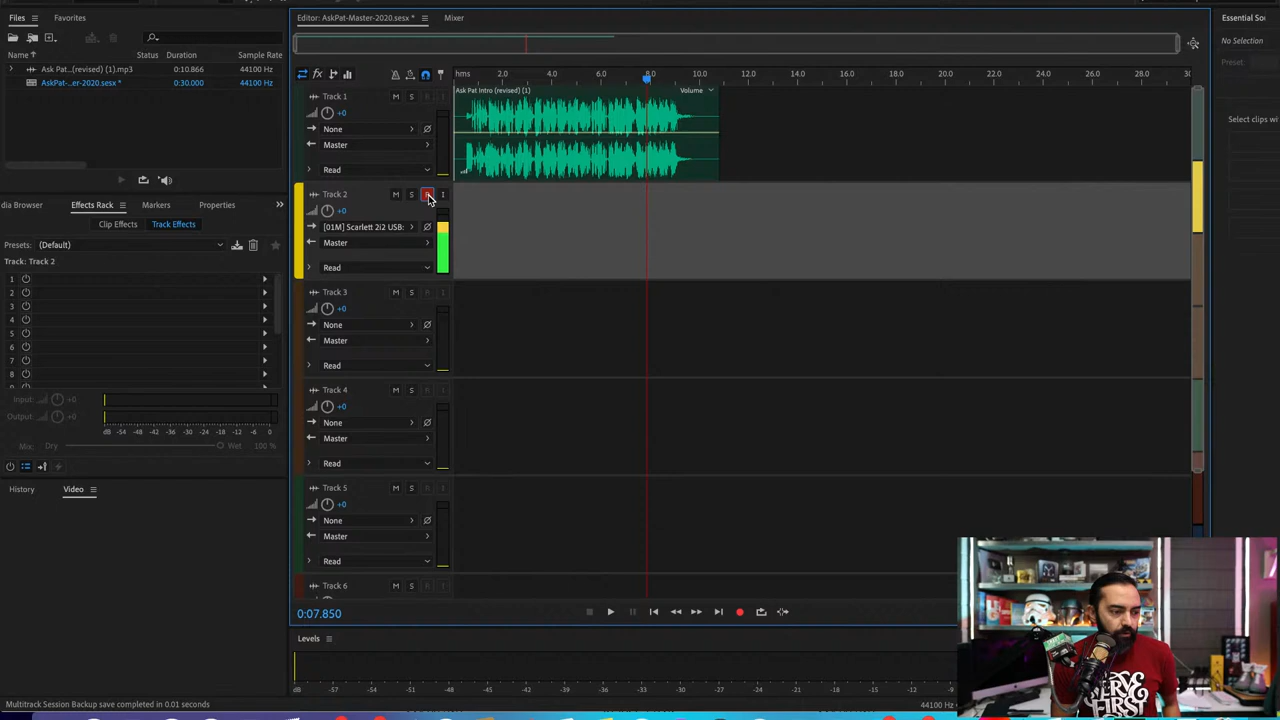 Files
Favorites
Name
Status
Duration
Sample Rate
Ask Pat...(revised) (1).mp3
0:10.866
44100 Hz
AskPat-...er-2020.sesx *
0:30.000
44100 Hz
ia Browser
Effects Rack
Markers
Properties
Clip Effects
Track Effects
Presets:
(Default)
Track: Track 2
1
2
3
4
5
6
7
8
Input:
+0
Output:
+0
dB -54 -48 -42 -36 -30 -24 -18 -12 -6 0
Mix:
Dry
Wet
100 %
History
Video
Editor: AskPat-Master-2020.sesx *
Mixer
hms 2.0 4.0 6.0 8.0 10.0 12.0 14.0 16.0 18.0 20.0 22.0 24.0 26.0 28.0 30
Track 1
M S R I
+0
None
Master
Read
Ask Pat Intro (revised) (1)
Volume
Track 2
M S R I
+0
[01M] Scarlett 2i2 USB:
Master
Read
Track 3
M S R I
+0
None
Master
Read
Track 4
M S R I
+0
None
Master
Read
Track 5
M S R I
+0
None
Master
Read
Track 6
0:07.850
Levels
dB -57 -54 -51 -48 -45 -42 -39 -36 -33 -30 -27 -24 -21 -18
Multitrack Session Backup save completed in 0.01 seconds
44100 Hz
Essential So
No Selection
Preset:
Select clips wi
SERVE
FIRST